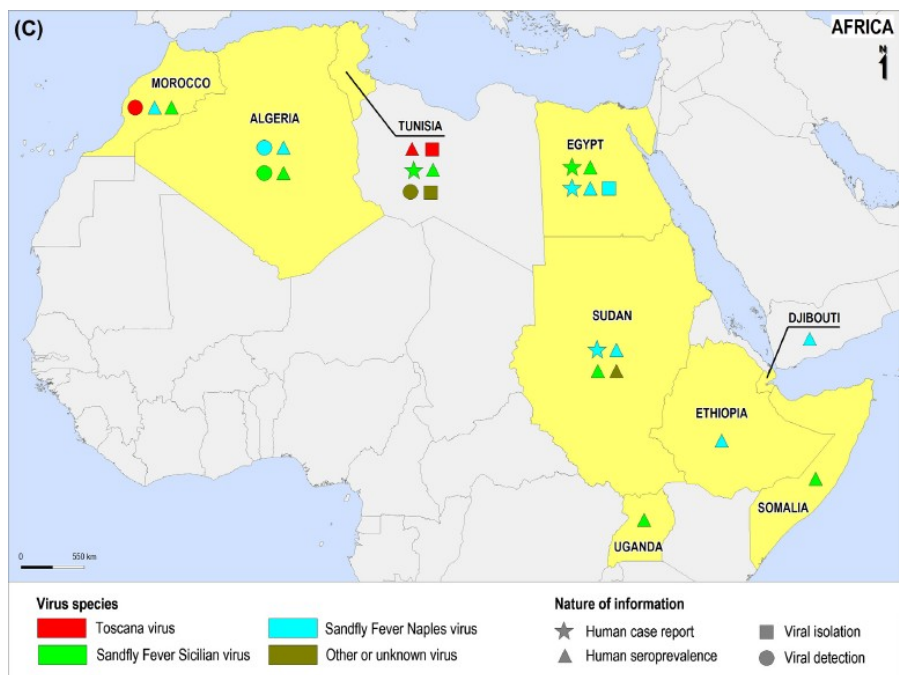 (C)
AFRICA
N
MOROCCO
ALGERIA
TUNISIA
EGYPT
SUDAN
DJIBOUTI
ETHIOPIA
SOMALIA
UGANDA
0 550 km
Virus species
Toscana virus
Sandfly Fever Naples virus
Sandfly Fever Sicilian virus
Other or unknown virus
Nature of information
Human case report
Viral isolation
Human seroprevalence
Viral detection